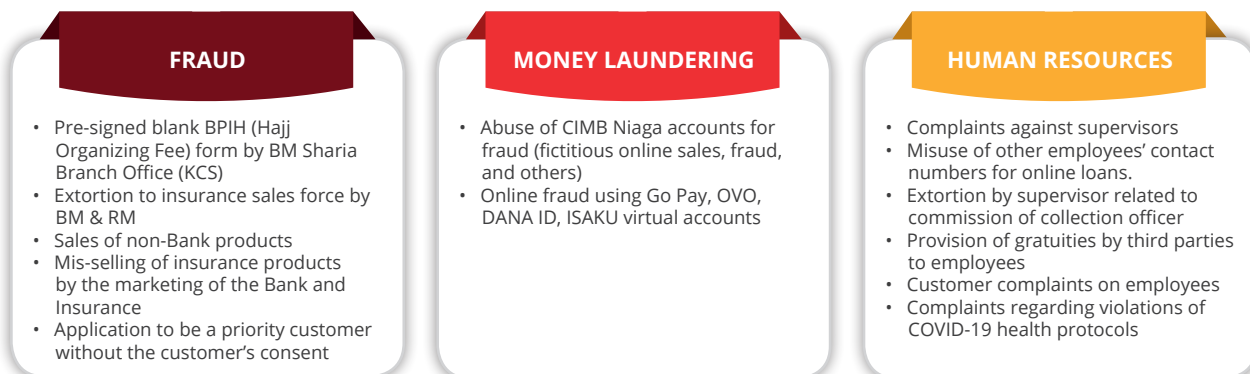 FRAUD
• Pre-signed blank BPIH (Hajj
Organizing Fee) form by BM Sharia
Branch Office (KCS)
• Extortion to insurance sales force by
BM & RM
• Sales of non-Bank products
• Mis-selling of insurance products
by the marketing of the Bank and
Insurance
• Application to be a priority customer
without the customer’s consent
MONEY LAUNDERING
• Abuse of CIMB Niaga accounts for
fraud (fictitious online sales, fraud,
and others)
• Online fraud using Go Pay, OVO,
DANA ID, ISAKU virtual accounts
HUMAN RESOURCES
• Complaints against supervisors
• Misuse of other employees’ contact
numbers for online loans.
• Extortion by supervisor related to
commission of collection officer
• Provision of gratuities by third parties
to employees
• Customer complaints on employees
• Complaints regarding violations of
COVID-19 health protocols